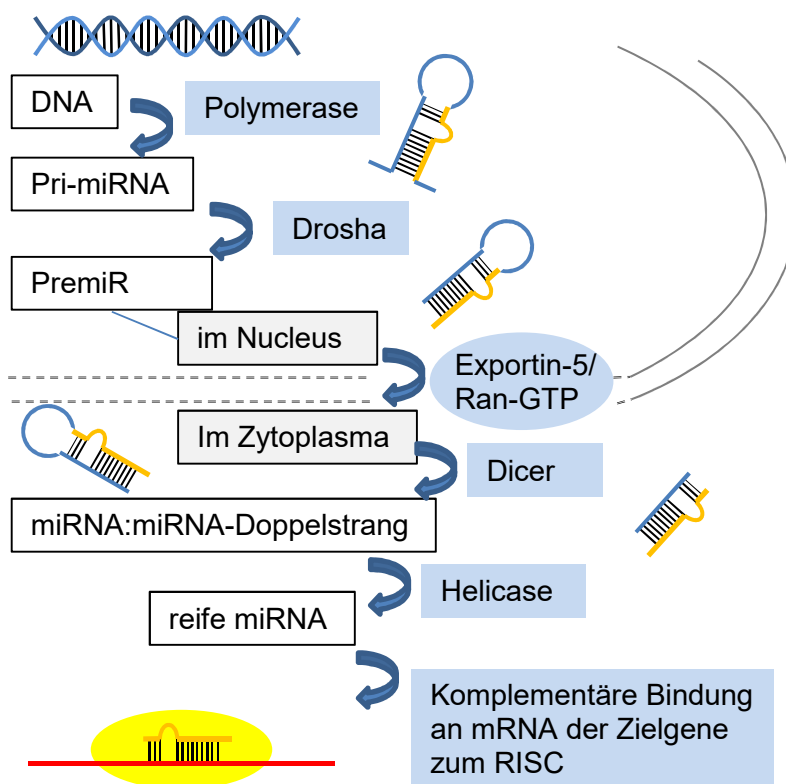 DNA
Polymerase
Pri-miRNA
Drosha
PremiR
im Nucleus
Exportin-5/
Ran-GTP
Im Zytoplasma
Dicer
miRNA:miRNA-Doppelstrang
Helicase
reife miRNA
Komplementäre Bindung
an mRNA der Zielgene
zum RISC